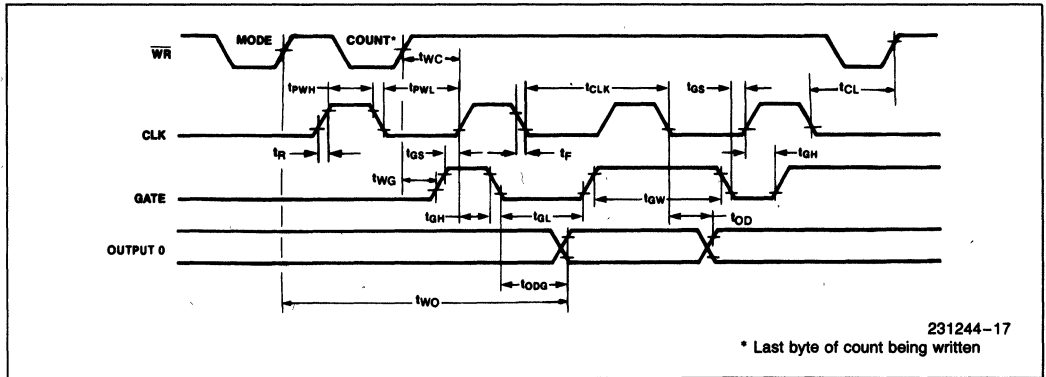 MODE COUNT*
WR
tWC
tPWH tPWL tCLK tGS tCL
CLK
tR tGS tF tGH
tWG
GATE
tGH tGL tGW tOD
OUTPUT 0
tODG
tWO
231244-17
* Last byte of count being written